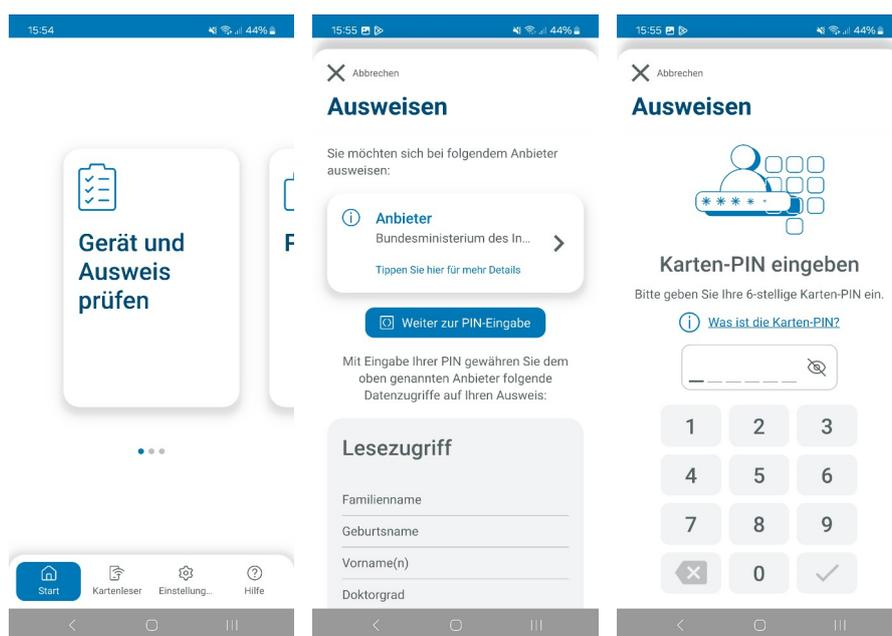 15:54
44%
Gerät und
Ausweis
prüfen
Start
Kartenleser
Einstellung...
Hilfe
15:55
44%
Abbrechen
Ausweisen
Sie möchten sich bei folgendem Anbieter
ausweisen:
Anbieter
Bundesministerium des In...
Tippen Sie hier für mehr Details
Weiter zur PIN-Eingabe
Mit Eingabe Ihrer PIN gewähren Sie dem
oben genannten Anbieter folgende
Datenzugriffe auf Ihren Ausweis:
Lesezugriff
Familienname
Geburtsname
Vorname(n)
Doktorgrad
15:55
44%
Abbrechen
Ausweisen
Karten-PIN eingeben
Bitte geben Sie Ihre 6-stellige Karten-PIN ein.
Was ist die Karten-PIN?
1 2 3
4 5 6
7 8 9
0